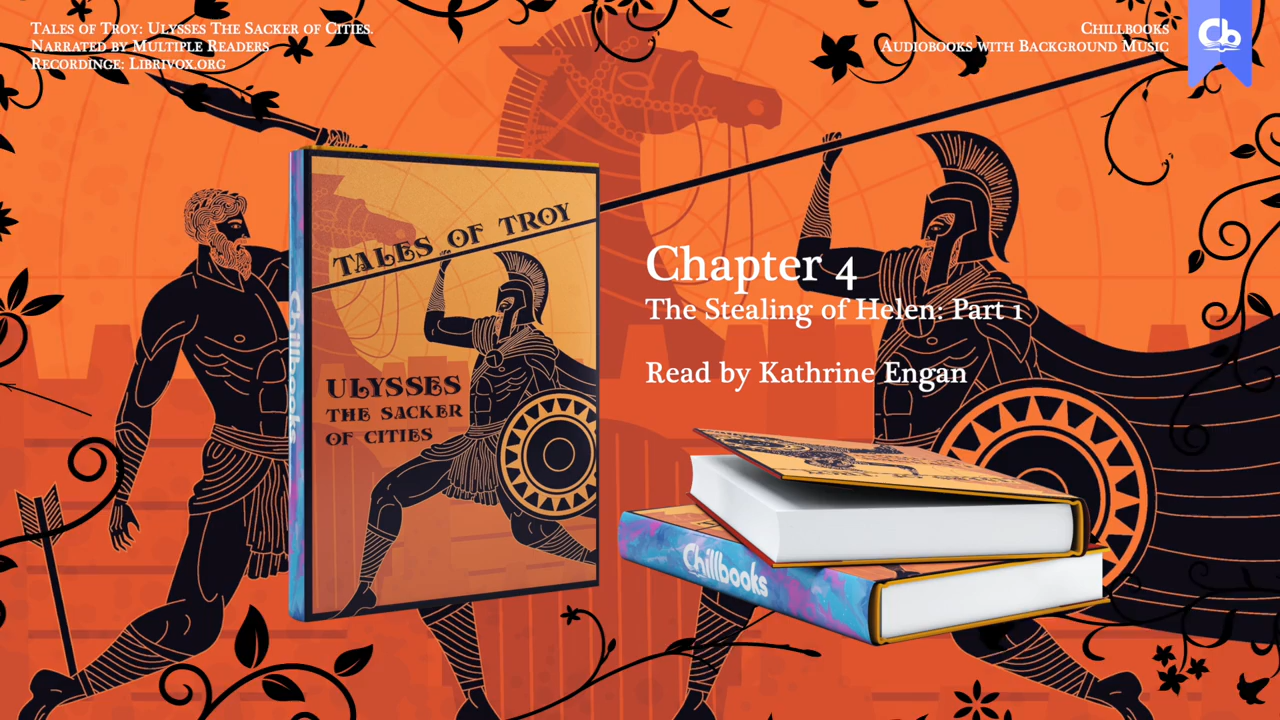 Tales of Troy: Ulysses The Sacker of Cities.
Narrated by Multiple Readers
Recordinge: Librivox.org
Chillbooks
Audiobooks with Background Music
Cb
TALES OF TROY
ULYSSES
THE SACKER
OF CITIES
Chillbooks
Chapter 4
The Stealing of Helen: Part 1
Read by Kathrine Engan
Chillbooks